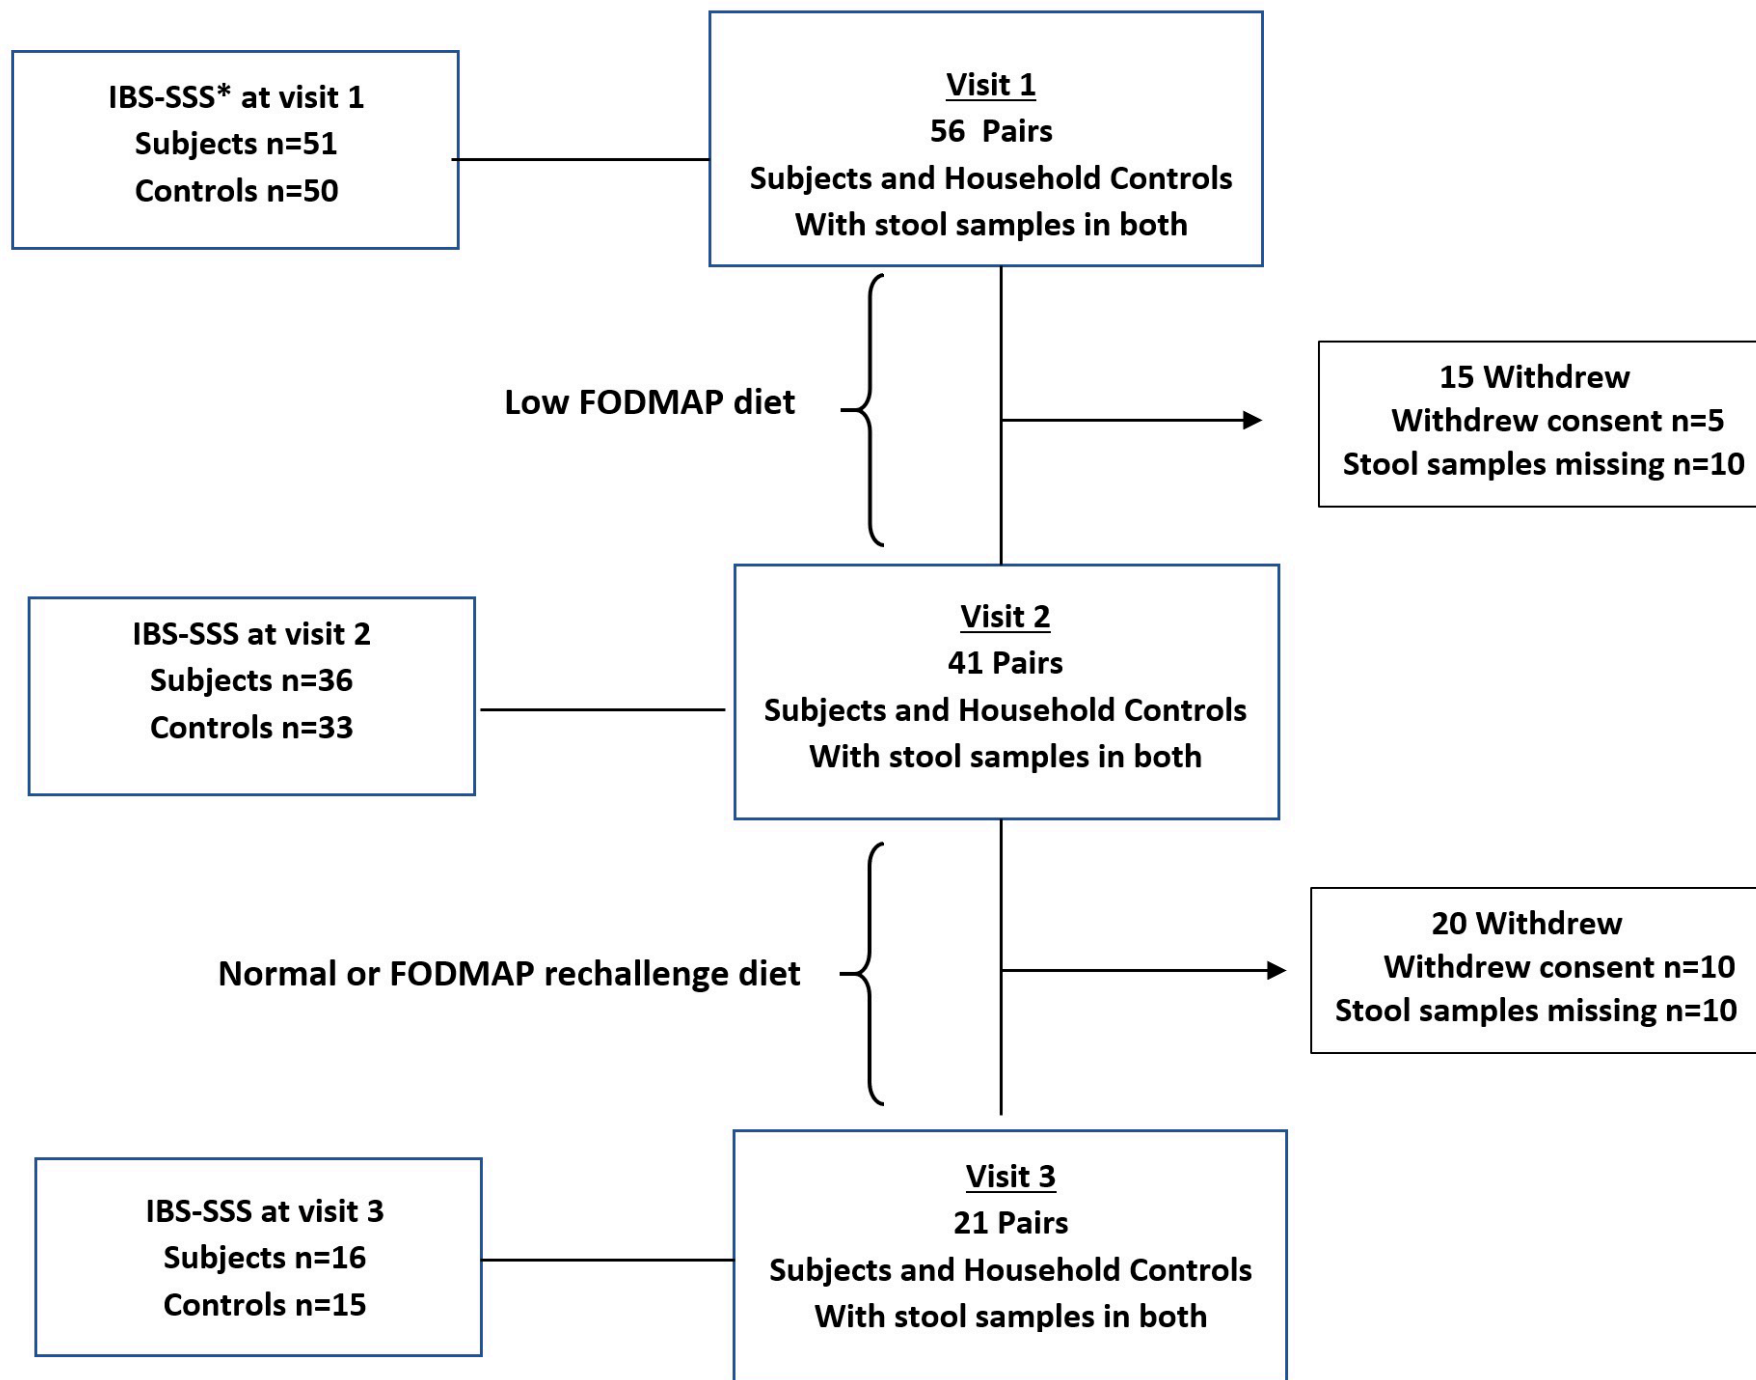 IBS-SSS* at visit 1
Subjects n=51
Controls n=50
Visit 1
56 Pairs
Subjects and Household Controls
With stool samples in both
Low FODMAP diet
15 Withdrew
Withdrew consent n=5
Stool samples missing n=10
IBS-SSS at visit 2
Subjects n=36
Controls n=33
Visit 2
41 Pairs
Subjects and Household Controls
With stool samples in both
Normal or FODMAP rechallenge diet
20 Withdrew
Withdrew consent n=10
Stool samples missing n=10
IBS-SSS at visit 3
Subjects n=16
Controls n=15
Visit 3
21 Pairs
Subjects and Household Controls
With stool samples in both